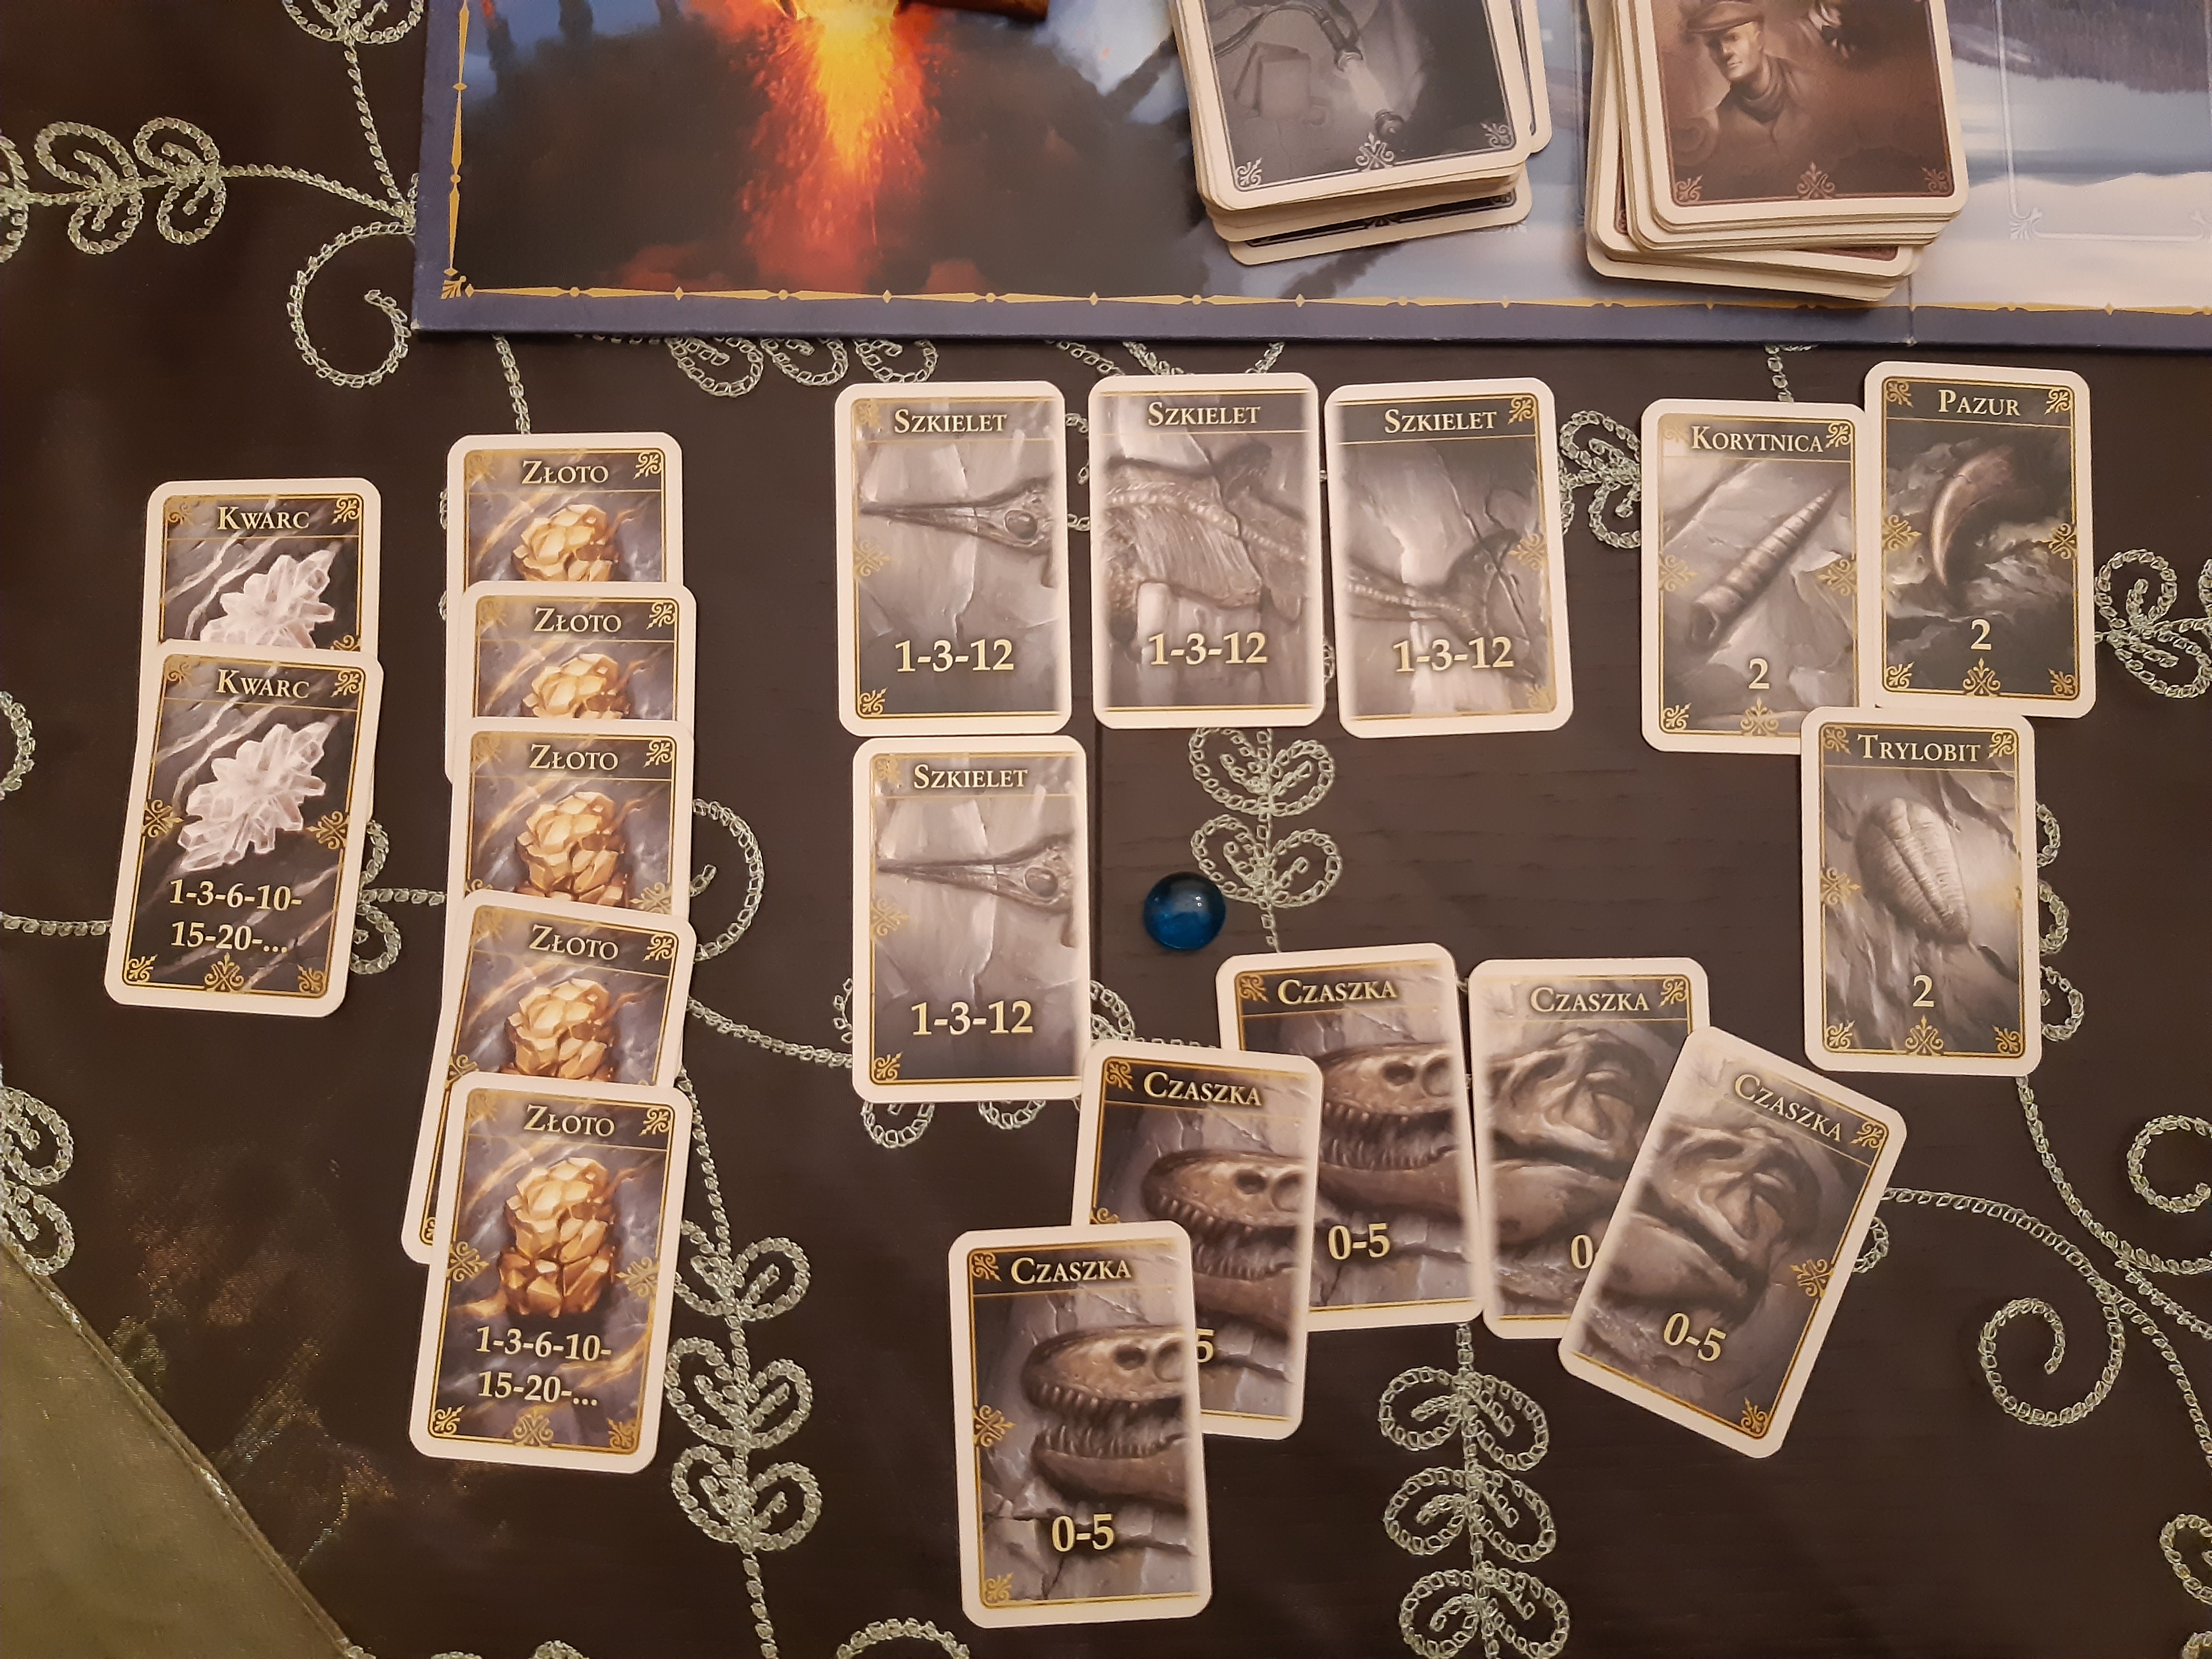 Kwarc
Kwarc
1-3-6-10-
15-20-...
Złoto
Złoto
Złoto
Złoto
Złoto
1-3-6-10-
15-20-...
Szkielet
1-3-12
Szkielet
1-3-12
Szkielet
1-3-12
Szkielet
1-3-12
Czaszka
0-5
Czaszka
5
Czaszka
0-5
Czaszka
0
Czaszka
0-5
Korytnica
2
Pazur
2
Trylobit
2